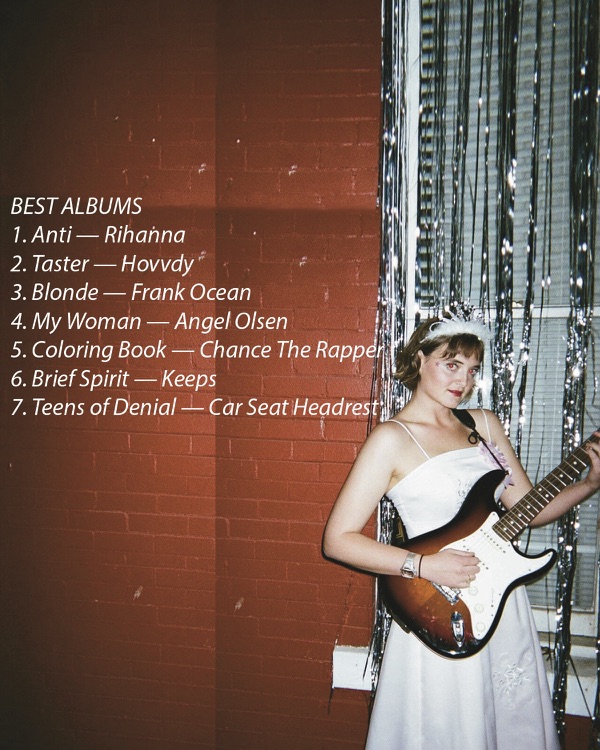 BEST ALBUMS
1. Anti — Rihanna
2. Taster — Hovvdy
3. Blonde — Frank Ocean
4. My Woman — Angel Olsen
5. Coloring Book — Chance The Rapper
6. Brief Spirit — Keeps
7. Teens of Denial — Car Seat Headrest